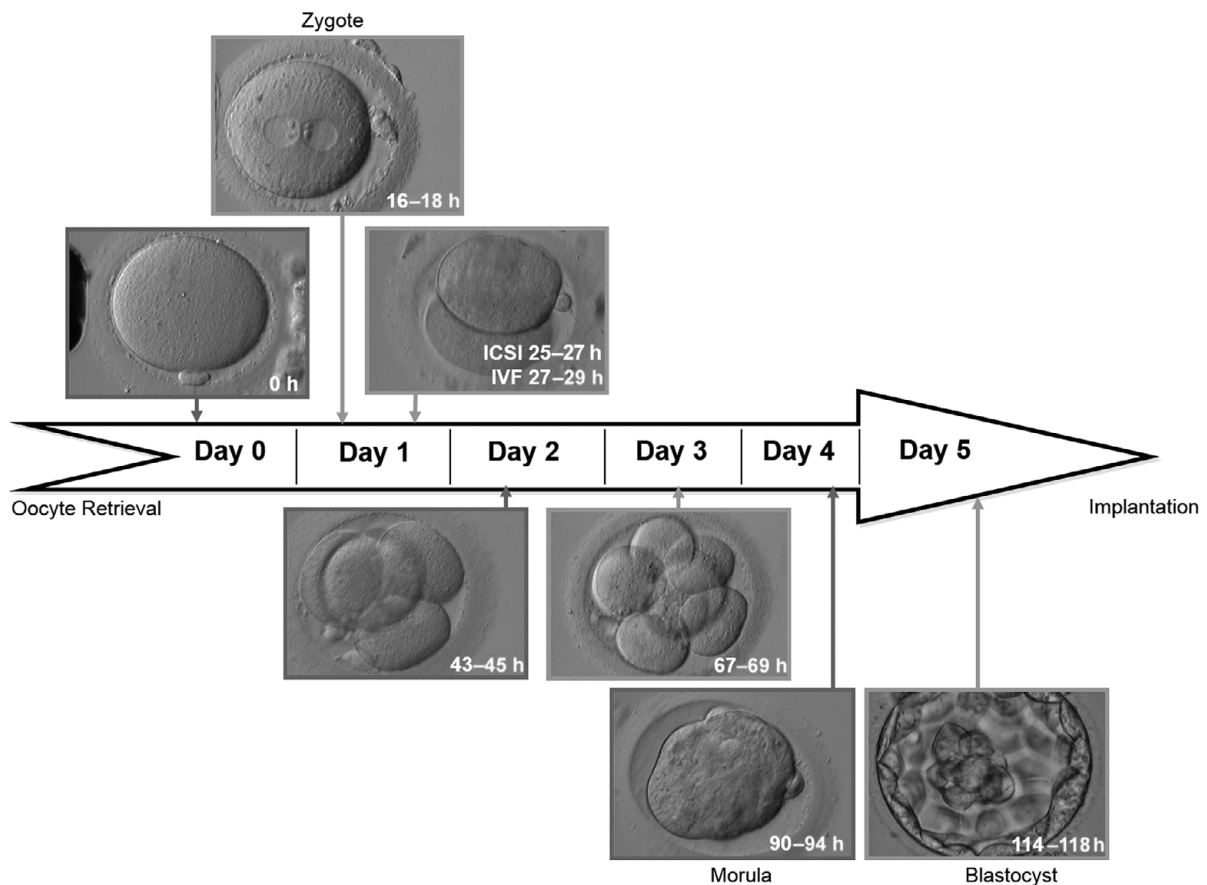 Zygote
16–18 h
0 h
ICSI 25–27 h
IVF 27–29 h
Day 0
Day 1
Day 2
Day 3
Day 4
Day 5
Oocyte Retrieval
Implantation
43–45 h
67–69 h
90–94 h
114–118 h
Morula
Blastocyst